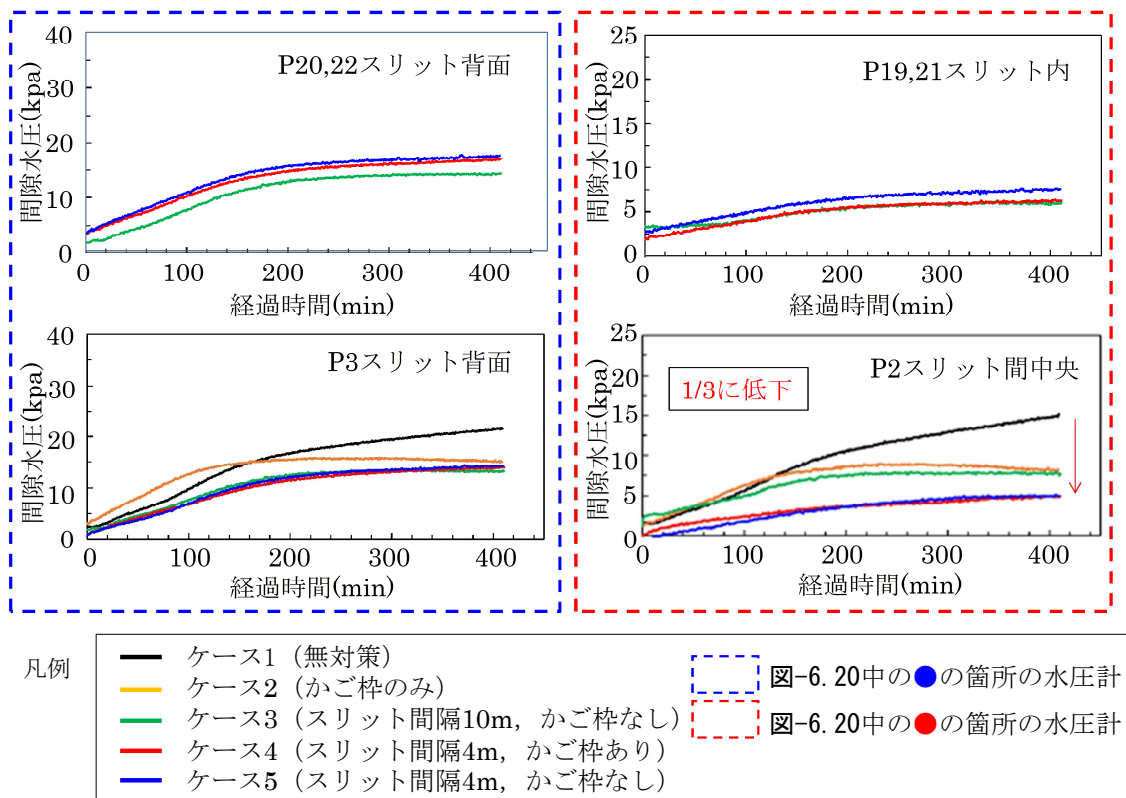 P20,22スリット背面
間隙水圧(kpa)
40
30
20
10
0
0 100 200 300 400
経過時間(min)
P19,21スリット内
間隙水圧(kpa)
25
20
15
10
5
0
0 100 200 300 400
経過時間(min)
P3スリット背面
間隙水圧(kpa)
40
30
20
10
0
0 100 200 300 400
経過時間(min)
P2スリット間中央
1/3に低下
間隙水圧(kpa)
25
20
15
10
5
0
0 100 200 300 400
経過時間(min)
凡例
ケース1（無対策）
ケース2（かご枠のみ）
ケース3（スリット間隔10m，かご枠なし）
ケース4（スリット間隔4m，かご枠あり）
ケース5（スリット間隔4m，かご枠なし）
図-6.20中の●の箇所の水圧計
図-6.20中の●の箇所の水圧計